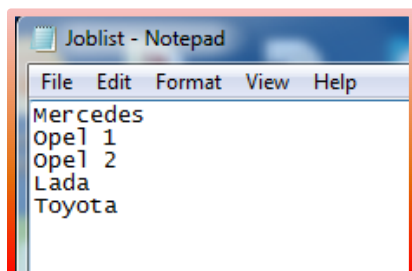 Joblist - Notepad
File Edit Format View Help
Mercedes
Opel 1
Opel 2
Lada
Toyota